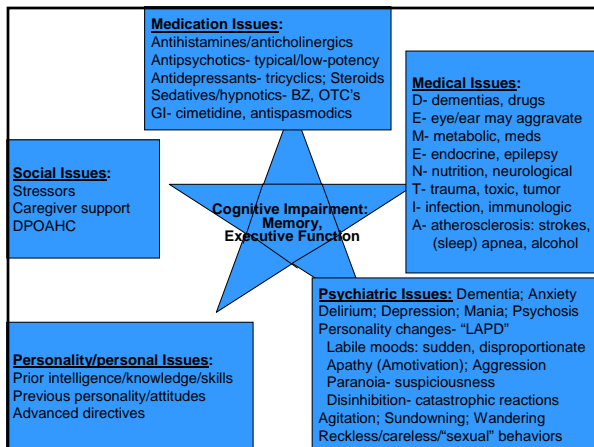 Medication Issues:
Antihistamines/anticholinergics
Antipsychotics- typical/low-potency
Antidepressants- tricyclics; Steroids
Sedatives/hypnotics- BZ, OTC's
GI- cimetidine, antispasmodics
Medical Issues:
D- dementias, drugs
E- eye/ear may aggravate
M- metabolic, meds
E- endocrine, epilepsy
N- nutrition, neurological
T- trauma, toxic, tumor
I- infection, immunologic
A- atherosclerosis: strokes,
(sleep) apnea, alcohol
Social Issues:
Stressors
Caregiver support
DPOAHC
Cognitive Impairment:
Memory,
Executive Function
Psychiatric Issues: Dementia; Anxiety
Delirium; Depression; Mania; Psychosis
Personality changes- “LAPD”
Labile moods: sudden, disproportionate
Apathy (Amotivation); Aggression
Paranoia- suspiciousness
Disinhibition- catastrophic reactions
Agitation; Sundowning; Wandering
Reckless/careless/“sexual” behaviors
Personality/personal Issues:
Prior intelligence/knowledge/skills
Previous personality/attitudes
Advanced directives